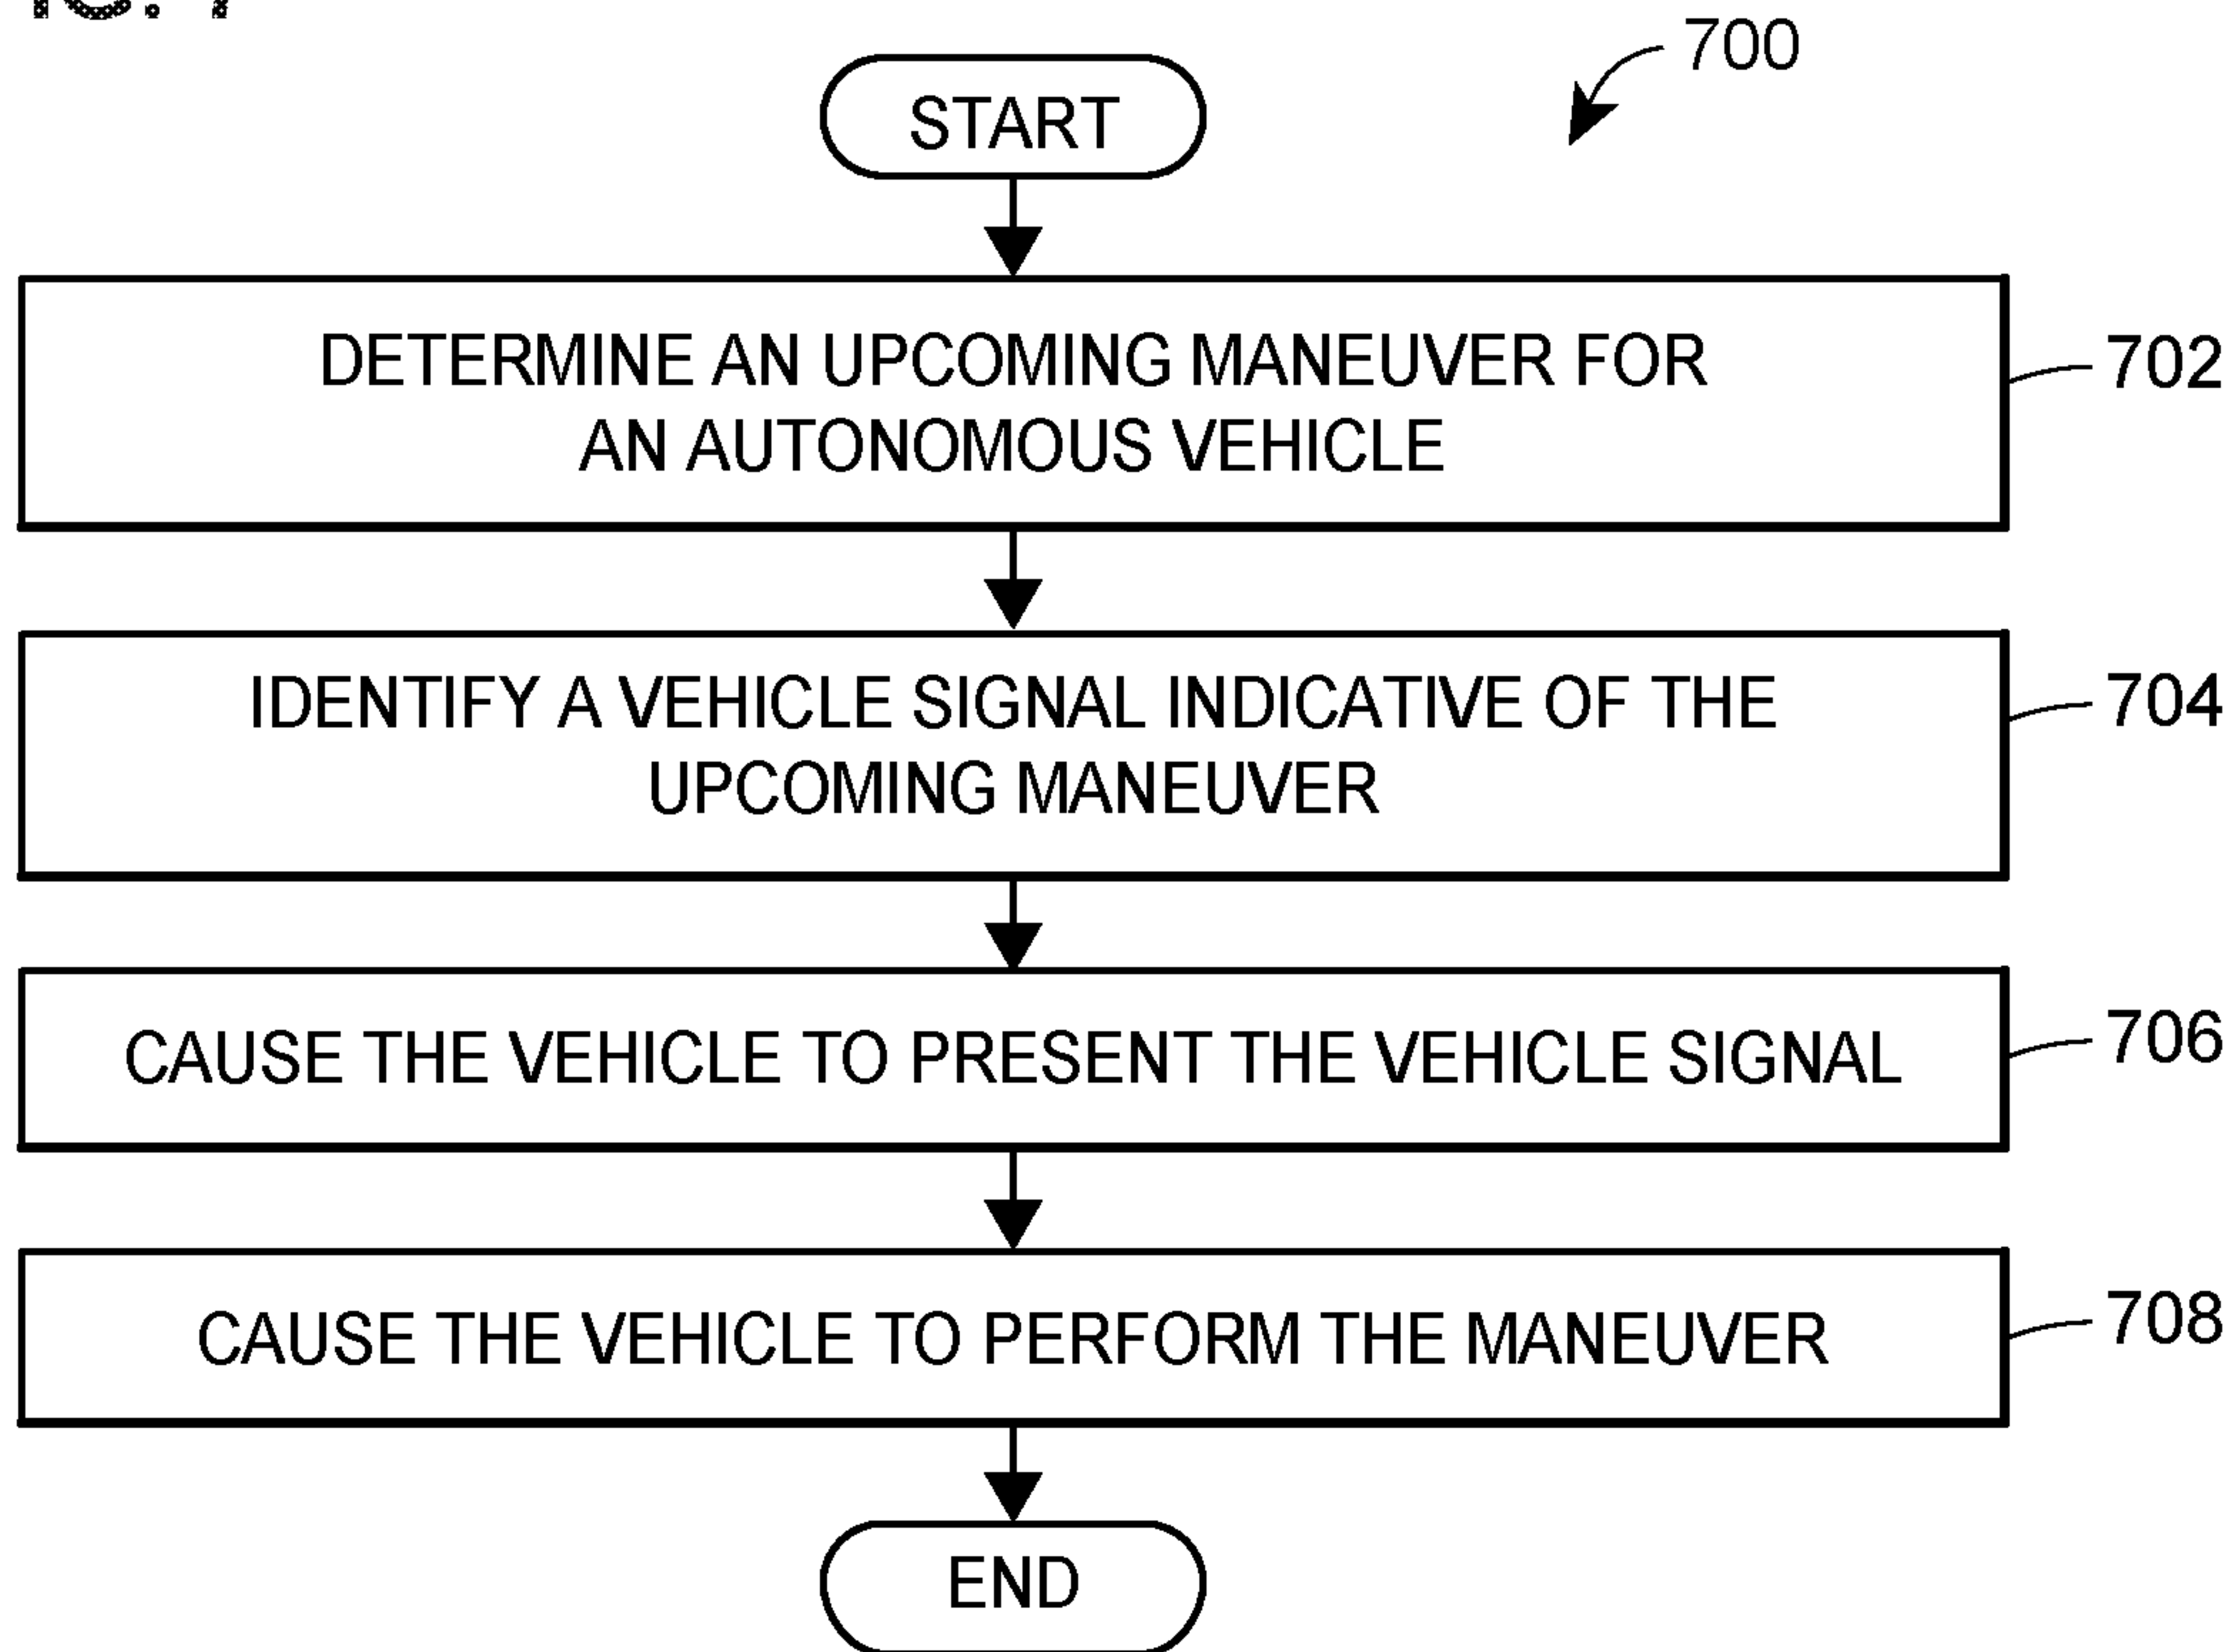 700
START
DETERMINE AN UPCOMING MANEUVER FOR
AN AUTONOMOUS VEHICLE
702
IDENTIFY A VEHICLE SIGNAL INDICATIVE OF THE
UPCOMING MANEUVER
704
CAUSE THE VEHICLE TO PRESENT THE VEHICLE SIGNAL
706
CAUSE THE VEHICLE TO PERFORM THE MANEUVER
708
END